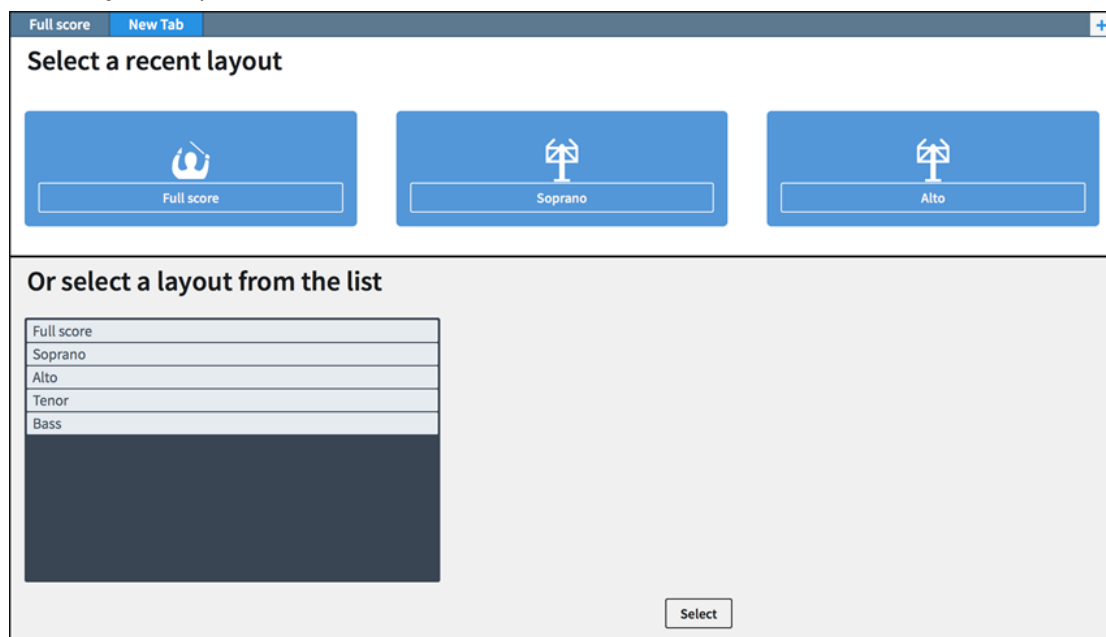 Full score New Tab +
Select a recent layout
Full score Soprano Alto
Or select a layout from the list
Full score
Soprano
Alto
Tenor
Bass
Select